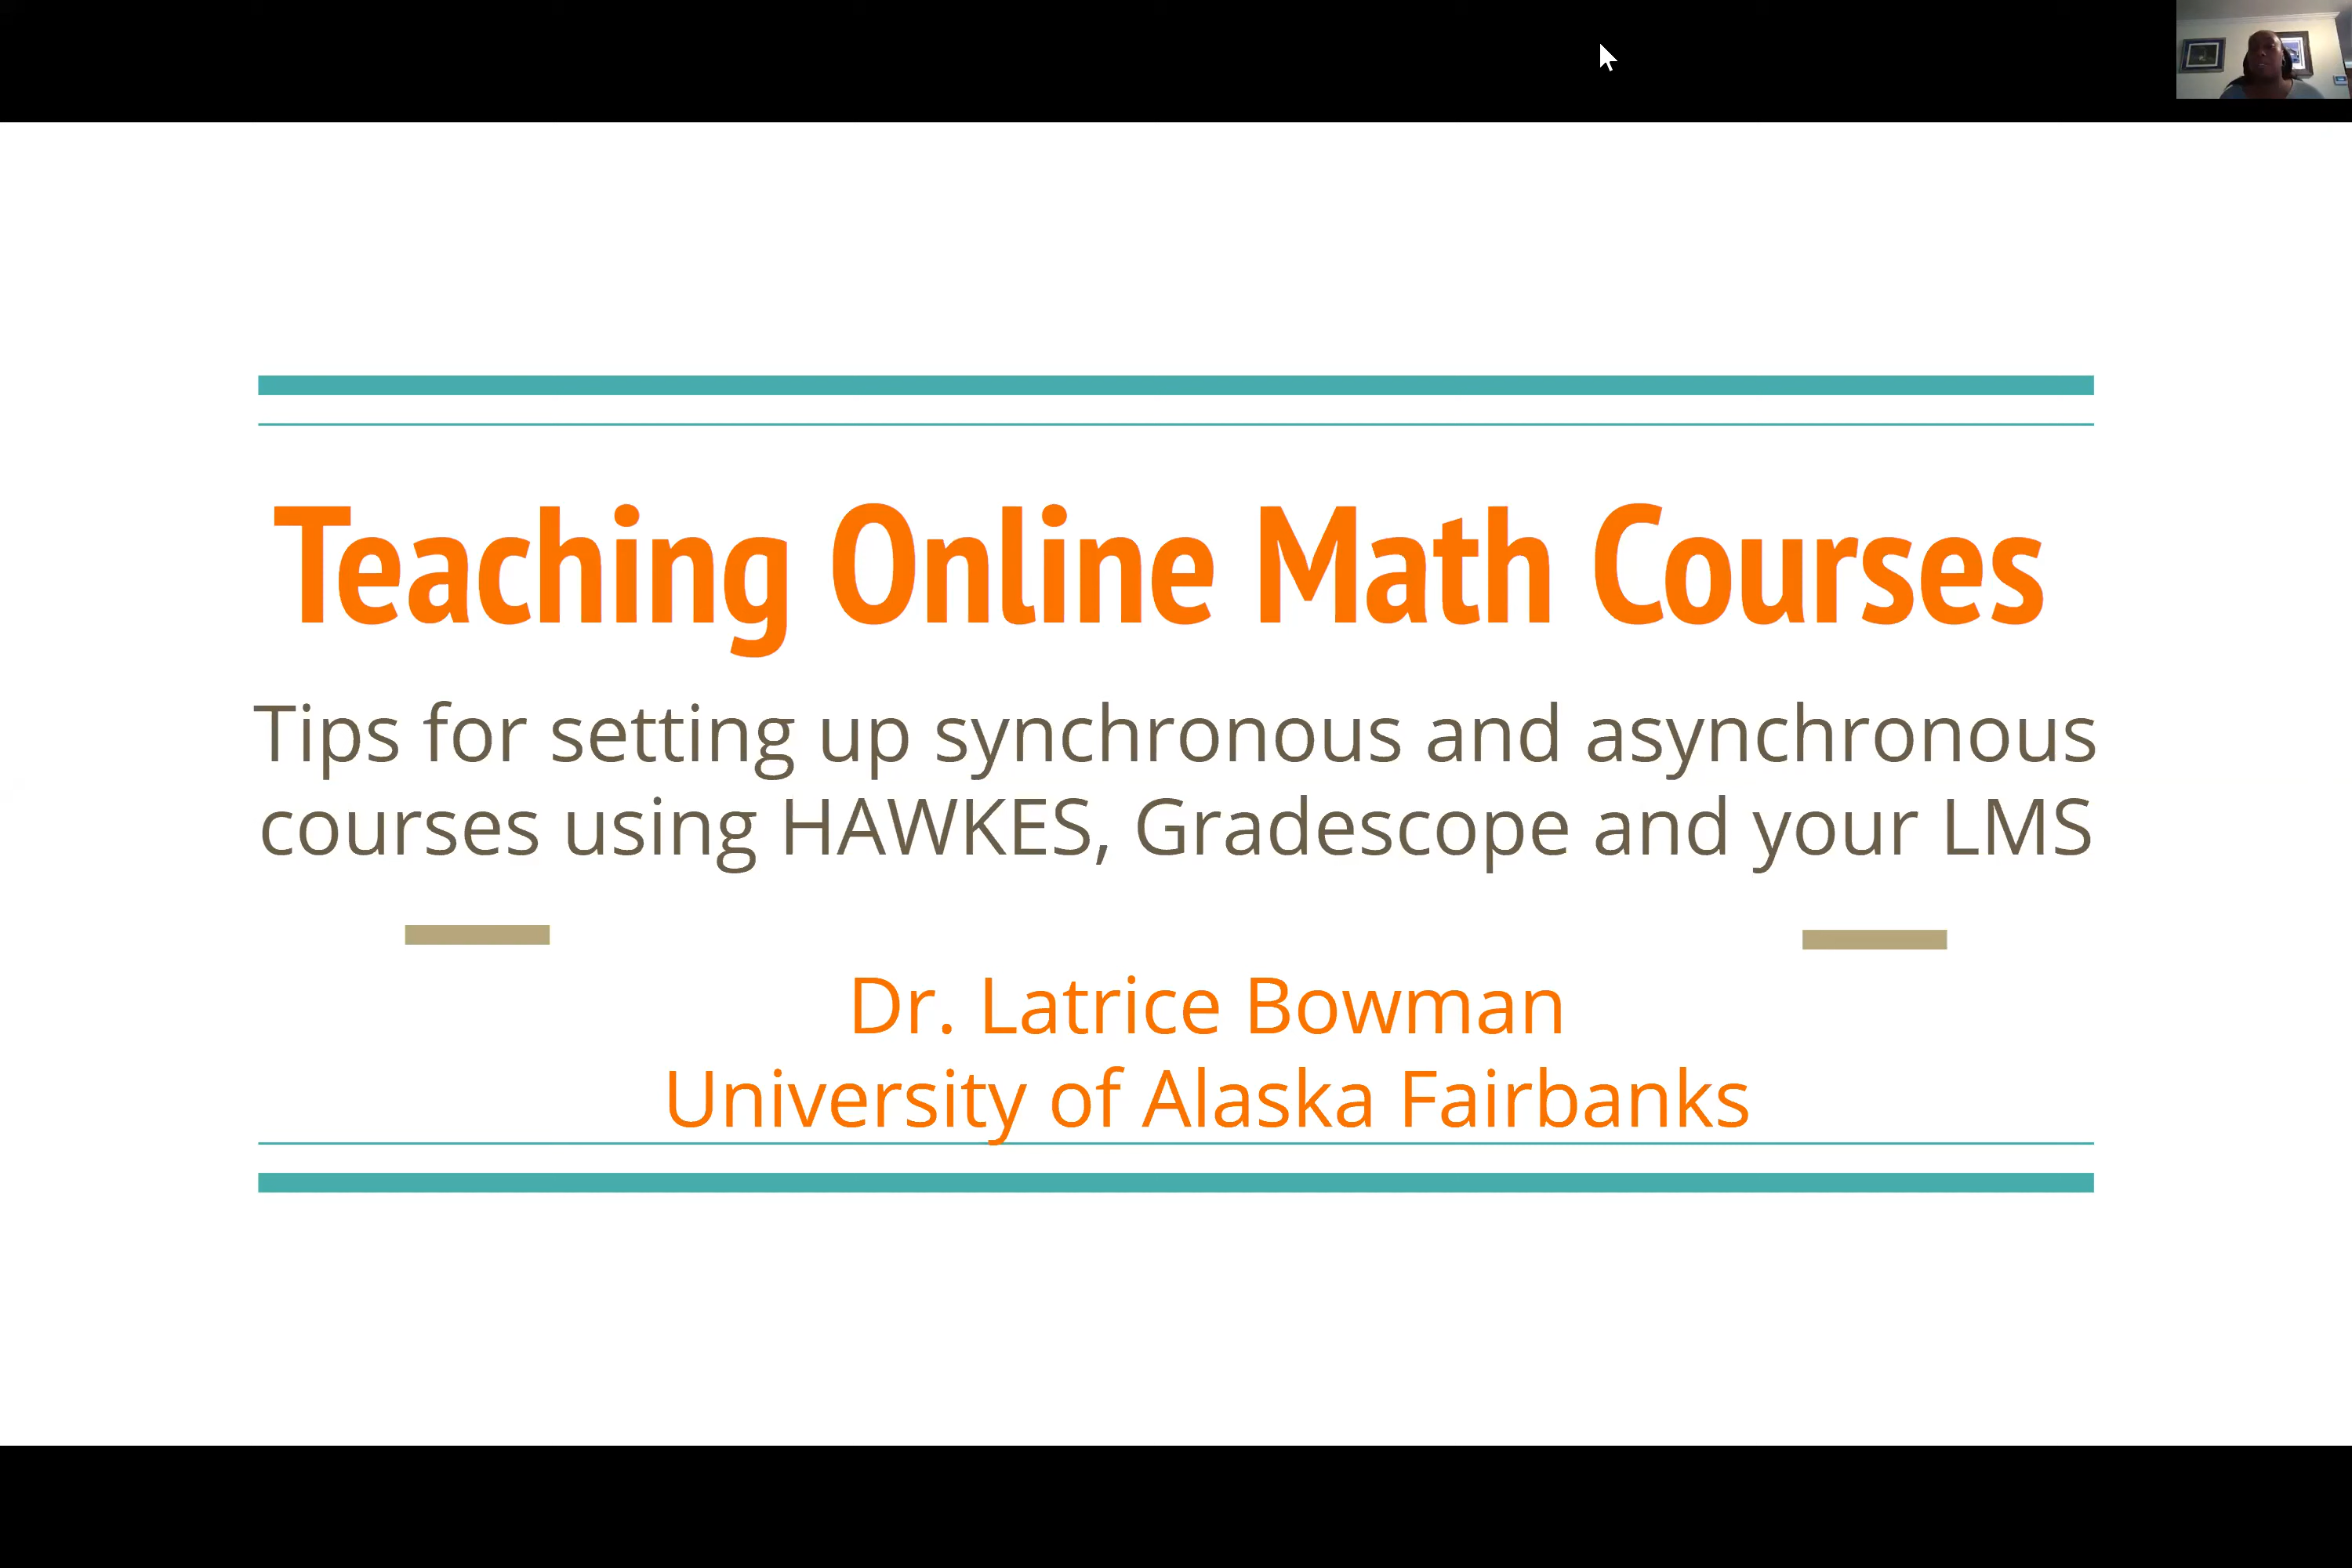 Teaching Online Math Courses
Tips for setting up synchronous and asynchronous
courses using HAWKES, Gradescope and your LMS
Dr. Latrice Bowman
University of Alaska Fairbanks